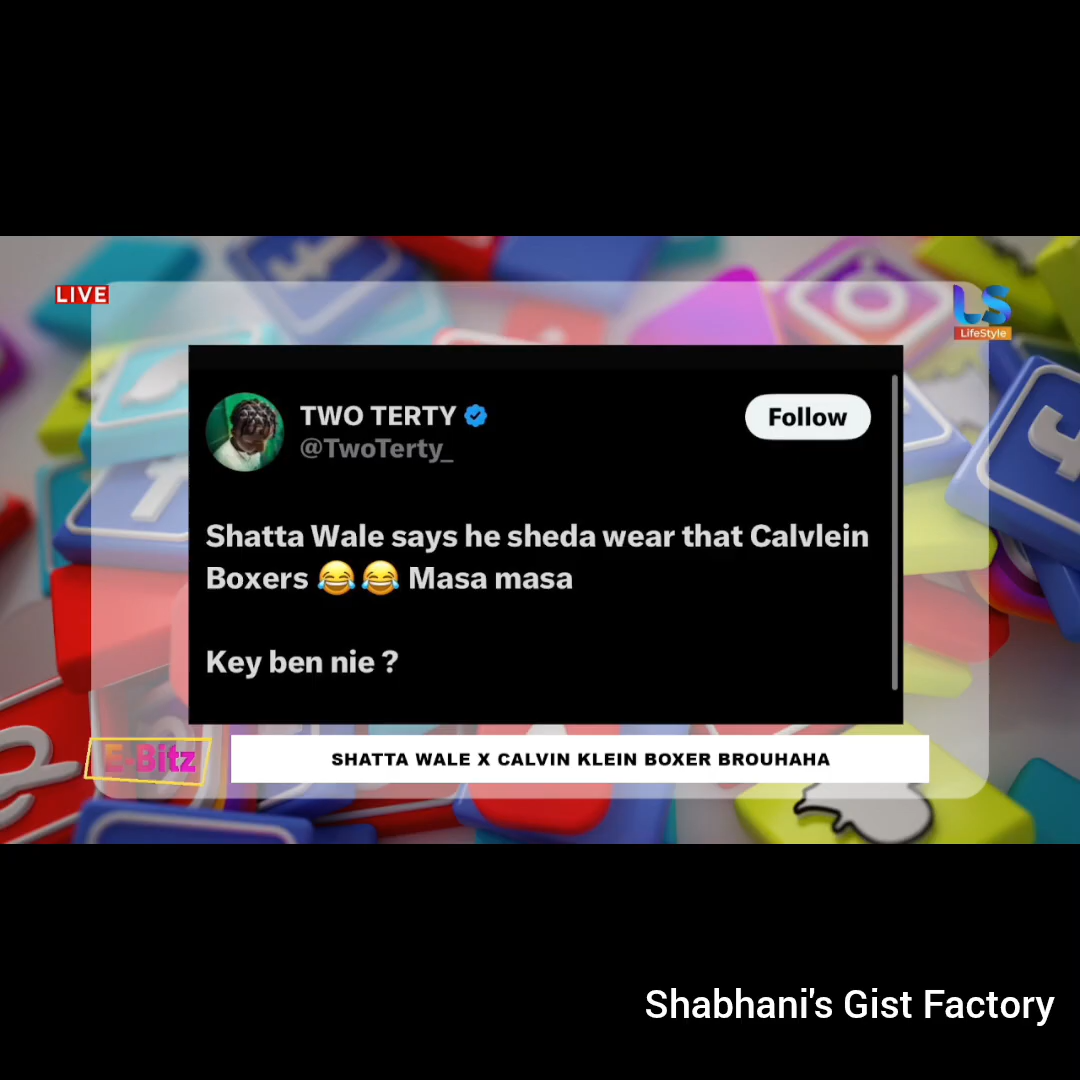 LIVE
LS
LifeStyle
TWO TERTY
@TwoTerty_
Follow
Shatta Wale says he sheda wear that Calvlein
Boxers 😂😂 Masa masa
Key ben nie ?
E-Bitz
SHATTA WALE X CALVIN KLEIN BOXER BROUHAHA
Shabhani's Gist Factory